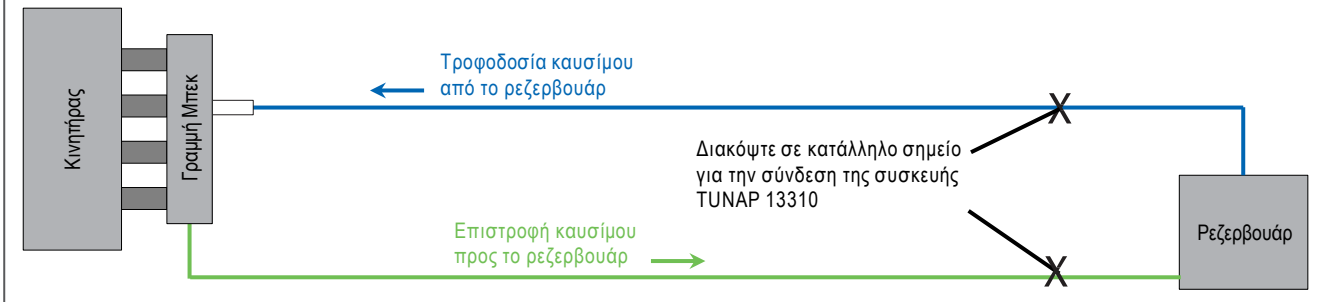 Κινητήρας
Γραμμή Μπεκ
Τροφοδοσία καυσίμου
από το ρεζερβουάρ
X
Διακόψτε σε κατάλληλο σημείο
για την σύνδεση της συσκευής
TUNAP 13310
Επιστροφή καυσίμου
προς το ρεζερβουάρ
X
Ρεζερβουάρ